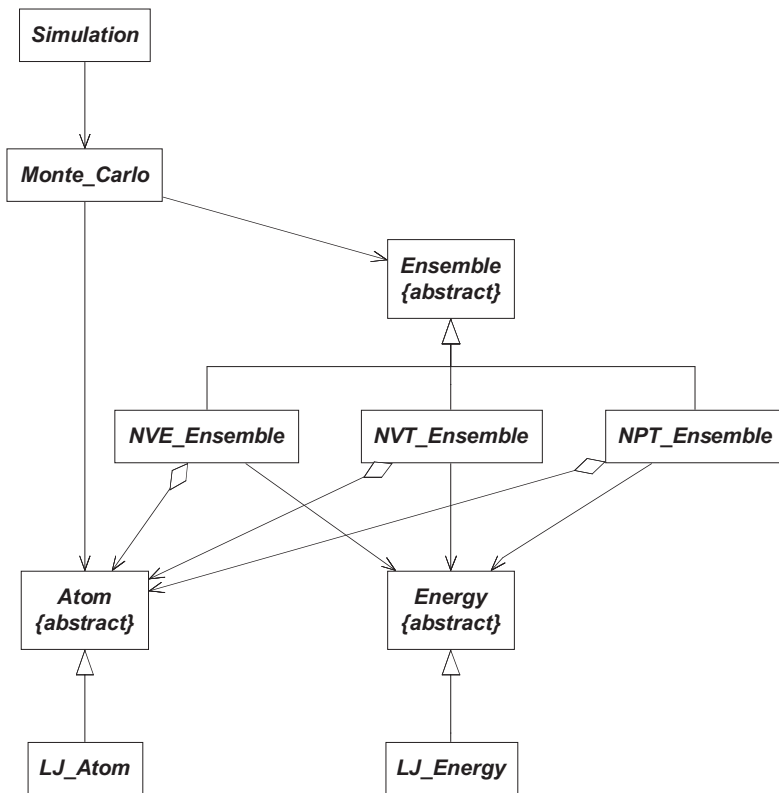 Simulation
Monte_Carlo
Ensemble
{abstract}
NVE_Ensemble
NVT_Ensemble
NPT_Ensemble
Atom
{abstract}
Energy
{abstract}
LJ_Atom
LJ_Energy